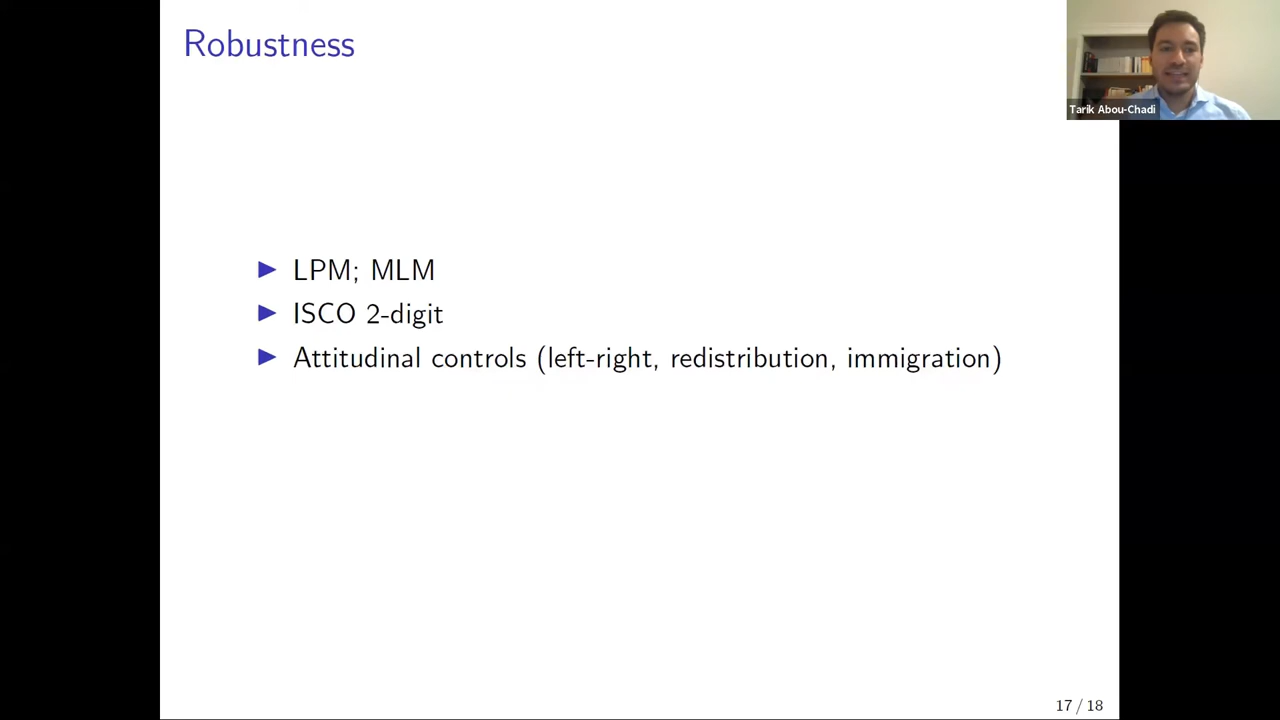 Robustness
Tarik Abou-Chadi
▶ LPM; MLM
▶ ISCO 2-digit
▶ Attitudinal controls (left-right, redistribution, immigration)
17 / 18